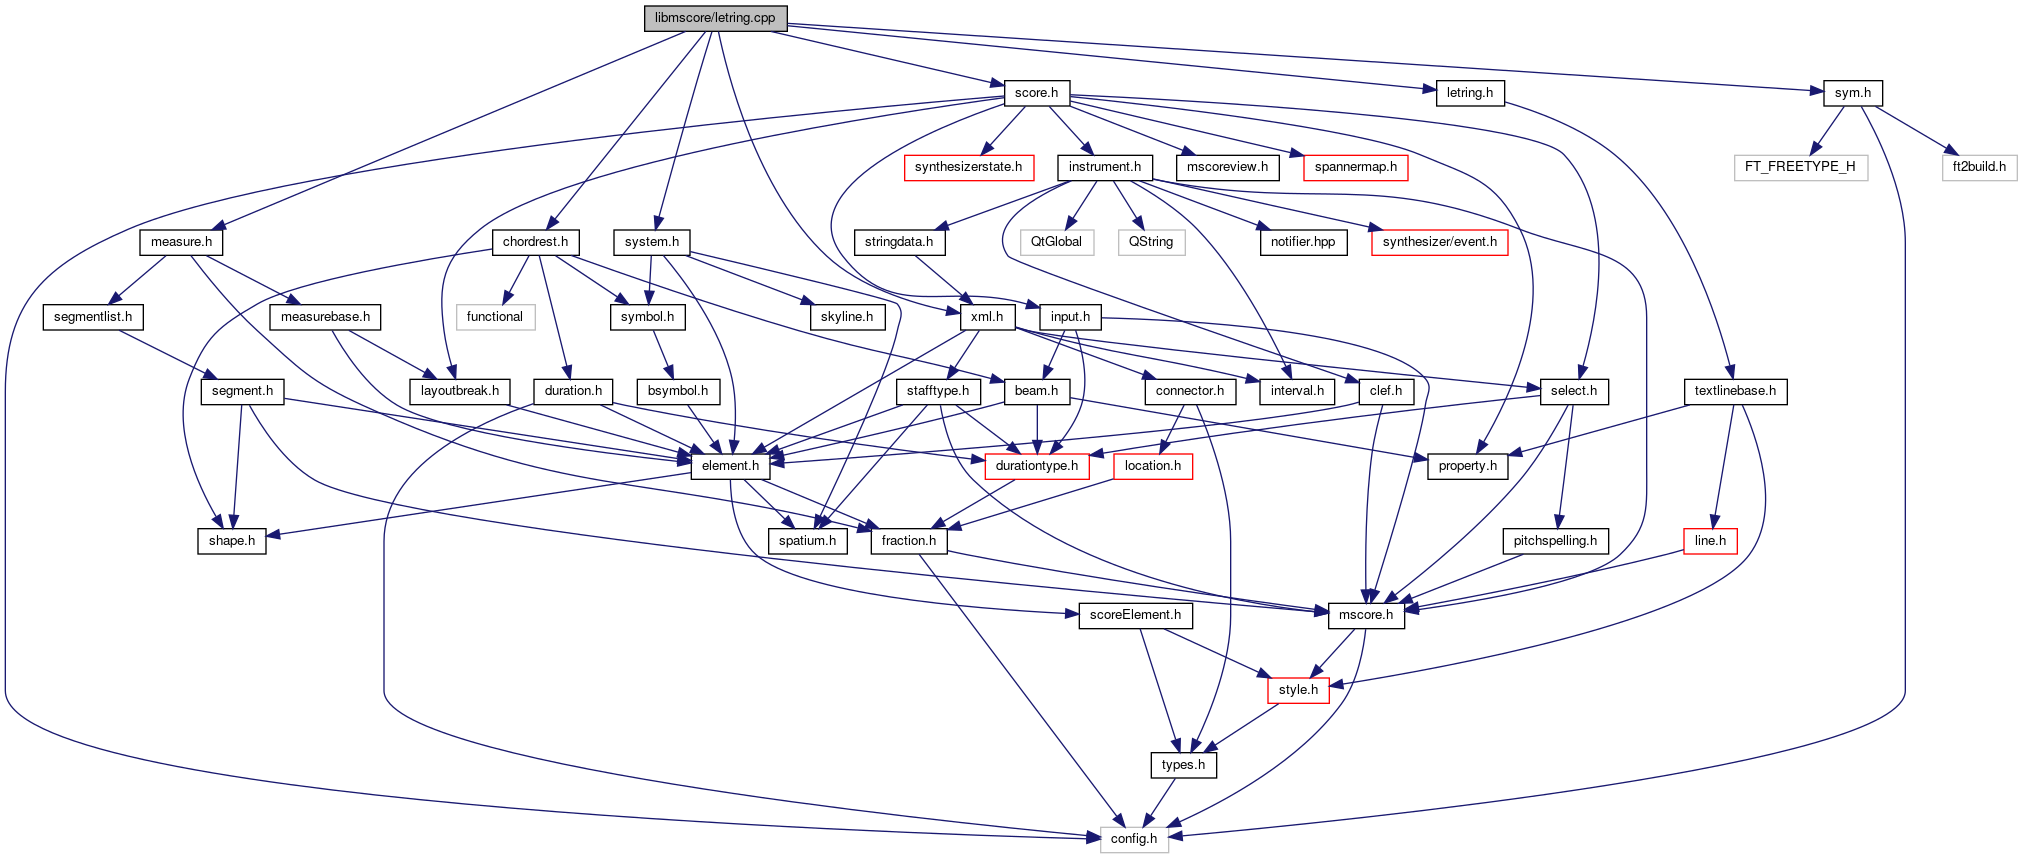 libmscore/letring.cpp
score.h
letring.h
sym.h
synthesizerstate.h
instrument.h
mscoreview.h
spannermap.h
FT_FREETYPE_H
ft2build.h
measure.h
chordrest.h
system.h
stringdata.h
QtGlobal
QString
notifier.hpp
synthesizer/event.h
segmentlist.h
measurebase.h
functional
symbol.h
skyline.h
xml.h
input.h
segment.h
layoutbreak.h
duration.h
bsymbol.h
stafftype.h
beam.h
connector.h
interval.h
clef.h
select.h
textlinebase.h
element.h
durationtype.h
location.h
property.h
shape.h
spatium.h
fraction.h
pitchspelling.h
line.h
scoreElement.h
mscore.h
style.h
types.h
config.h